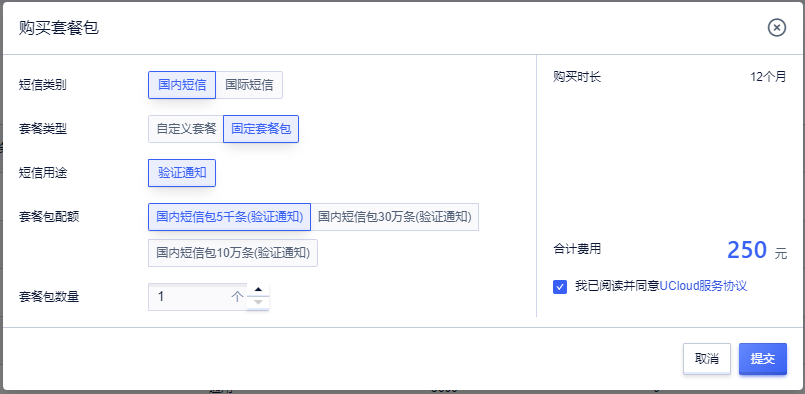 购买套餐包
短信类别 国内短信 国际短信
套餐类型 自定义套餐 固定套餐包
短信用途 验证通知
套餐包配额 国内短信包5千条(验证通知) 国内短信包30万条(验证通知)
国内短信包10万条(验证通知)
套餐包数量 1 个
购买时长 12个月
合计费用 250 元
我已阅读并同意UCloud服务协议
取消 提交